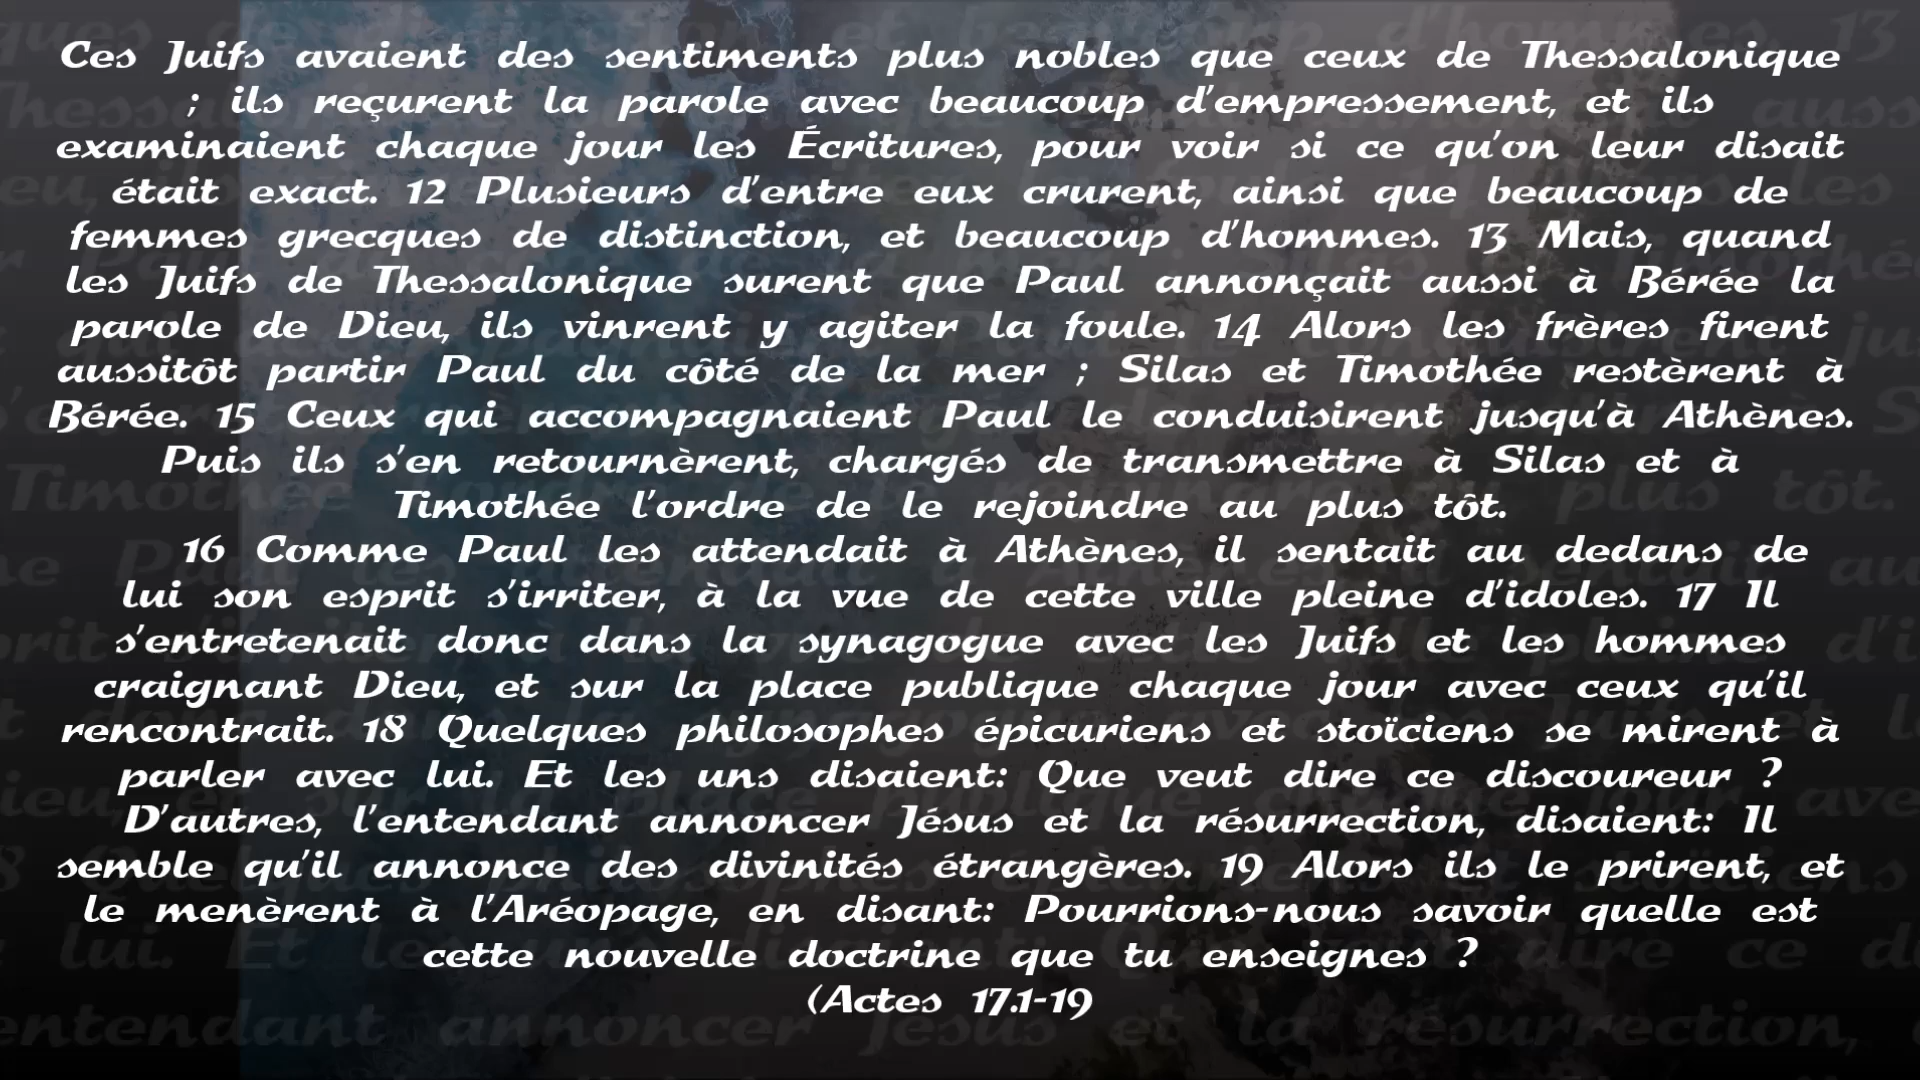 Ces Juifs avaient des sentiments plus nobles que ceux de Thessalonique
; ils reçurent la parole avec beaucoup d'empressement, et ils
examinaient chaque jour les Écritures, pour voir si ce qu'on leur disait
était exact. 12 Plusieurs d'entre eux crurent, ainsi que beaucoup de
femmes grecques de distinction, et beaucoup d'hommes. 13 Mais, quand
les Juifs de Thessalonique surent que Paul annonçait aussi à Bérée la
parole de Dieu, ils vinrent y agiter la foule. 14 Alors les frères firent
aussitôt partir Paul du côté de la mer ; Silas et Timothée restèrent à
Bérée. 15 Ceux qui accompagnaient Paul le conduisirent jusqu'à Athènes.
Puis ils s'en retournèrent, chargés de transmettre à Silas et à
Timothée l'ordre de le rejoindre au plus tôt.
16 Comme Paul les attendait à Athènes, il sentait au dedans de
lui son esprit s'irriter, à la vue de cette ville pleine d'idoles. 17 Il
s'entretenait donc dans la synagogue avec les Juifs et les hommes
craignant Dieu, et sur la place publique chaque jour avec ceux qu'il
rencontrait. 18 Quelques philosophes épicuriens et stoïciens se mirent à
parler avec lui. Et les uns disaient: Que veut dire ce discoureur ?
D'autres, l'entendant annoncer Jésus et la résurrection, disaient: Il
semble qu'il annonce des divinités étrangères. 19 Alors ils le prirent, et
le menèrent à l'Aréopage, en disant: Pourrions-nous savoir quelle est
cette nouvelle doctrine que tu enseignes ?
(Actes 17.1-19